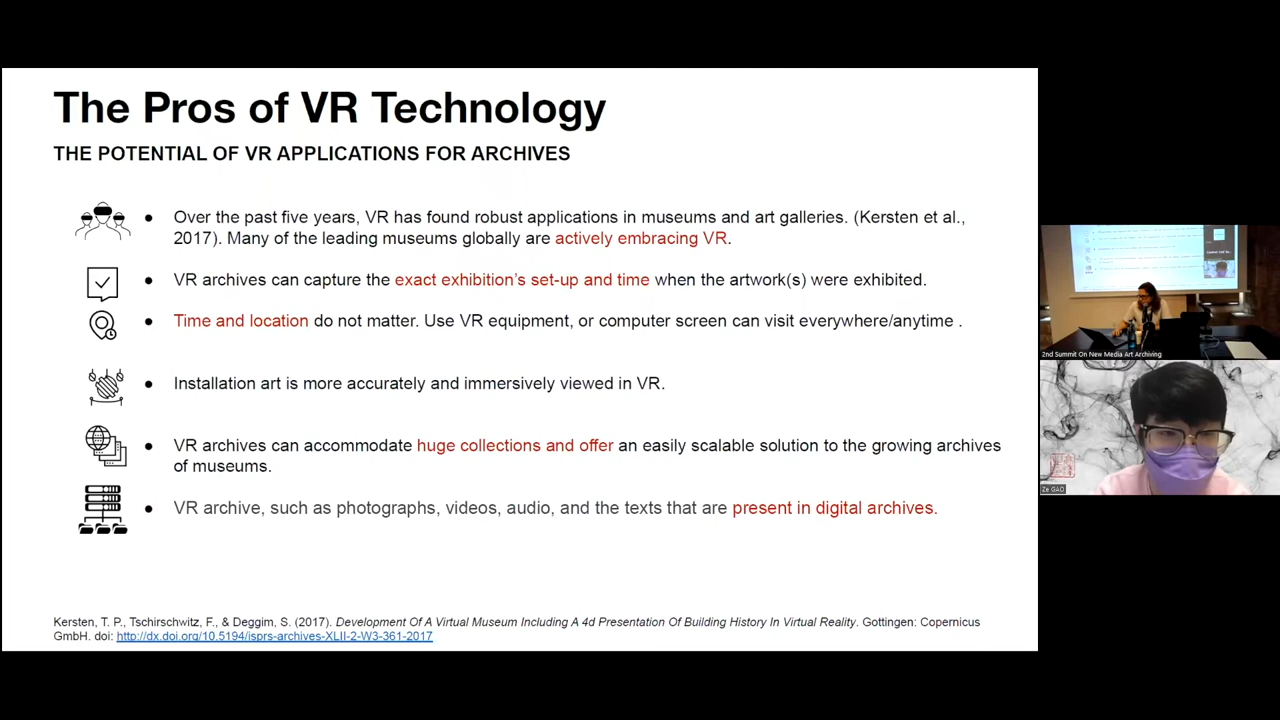 The Pros of VR Technology
THE POTENTIAL OF VR APPLICATIONS FOR ARCHIVES
● Over the past five years, VR has found robust applications in museums and art galleries. (Kersten et al.,
2017). Many of the leading museums globally are actively embracing VR.
● VR archives can capture the exact exhibition's set-up and time when the artwork(s) were exhibited.
● Time and location do not matter. Use VR equipment, or computer screen can visit everywhere/anytime .
● Installation art is more accurately and immersively viewed in VR.
● VR archives can accommodate huge collections and offer an easily scalable solution to the growing archives
of museums.
● VR archive, such as photographs, videos, audio, and the texts that are present in digital archives.
Kersten, T. P., Tschirschwitz, F., & Deggim, S. (2017). Development Of A Virtual Museum Including A 4d Presentation Of Building History In Virtual Reality. Gottingen: Copernicus
GmbH. doi: http://dx.doi.org/10.5194/isprs-archives-XLII-2-W3-361-2017
2nd Summit On New Media Art Archiving
Ze GAO